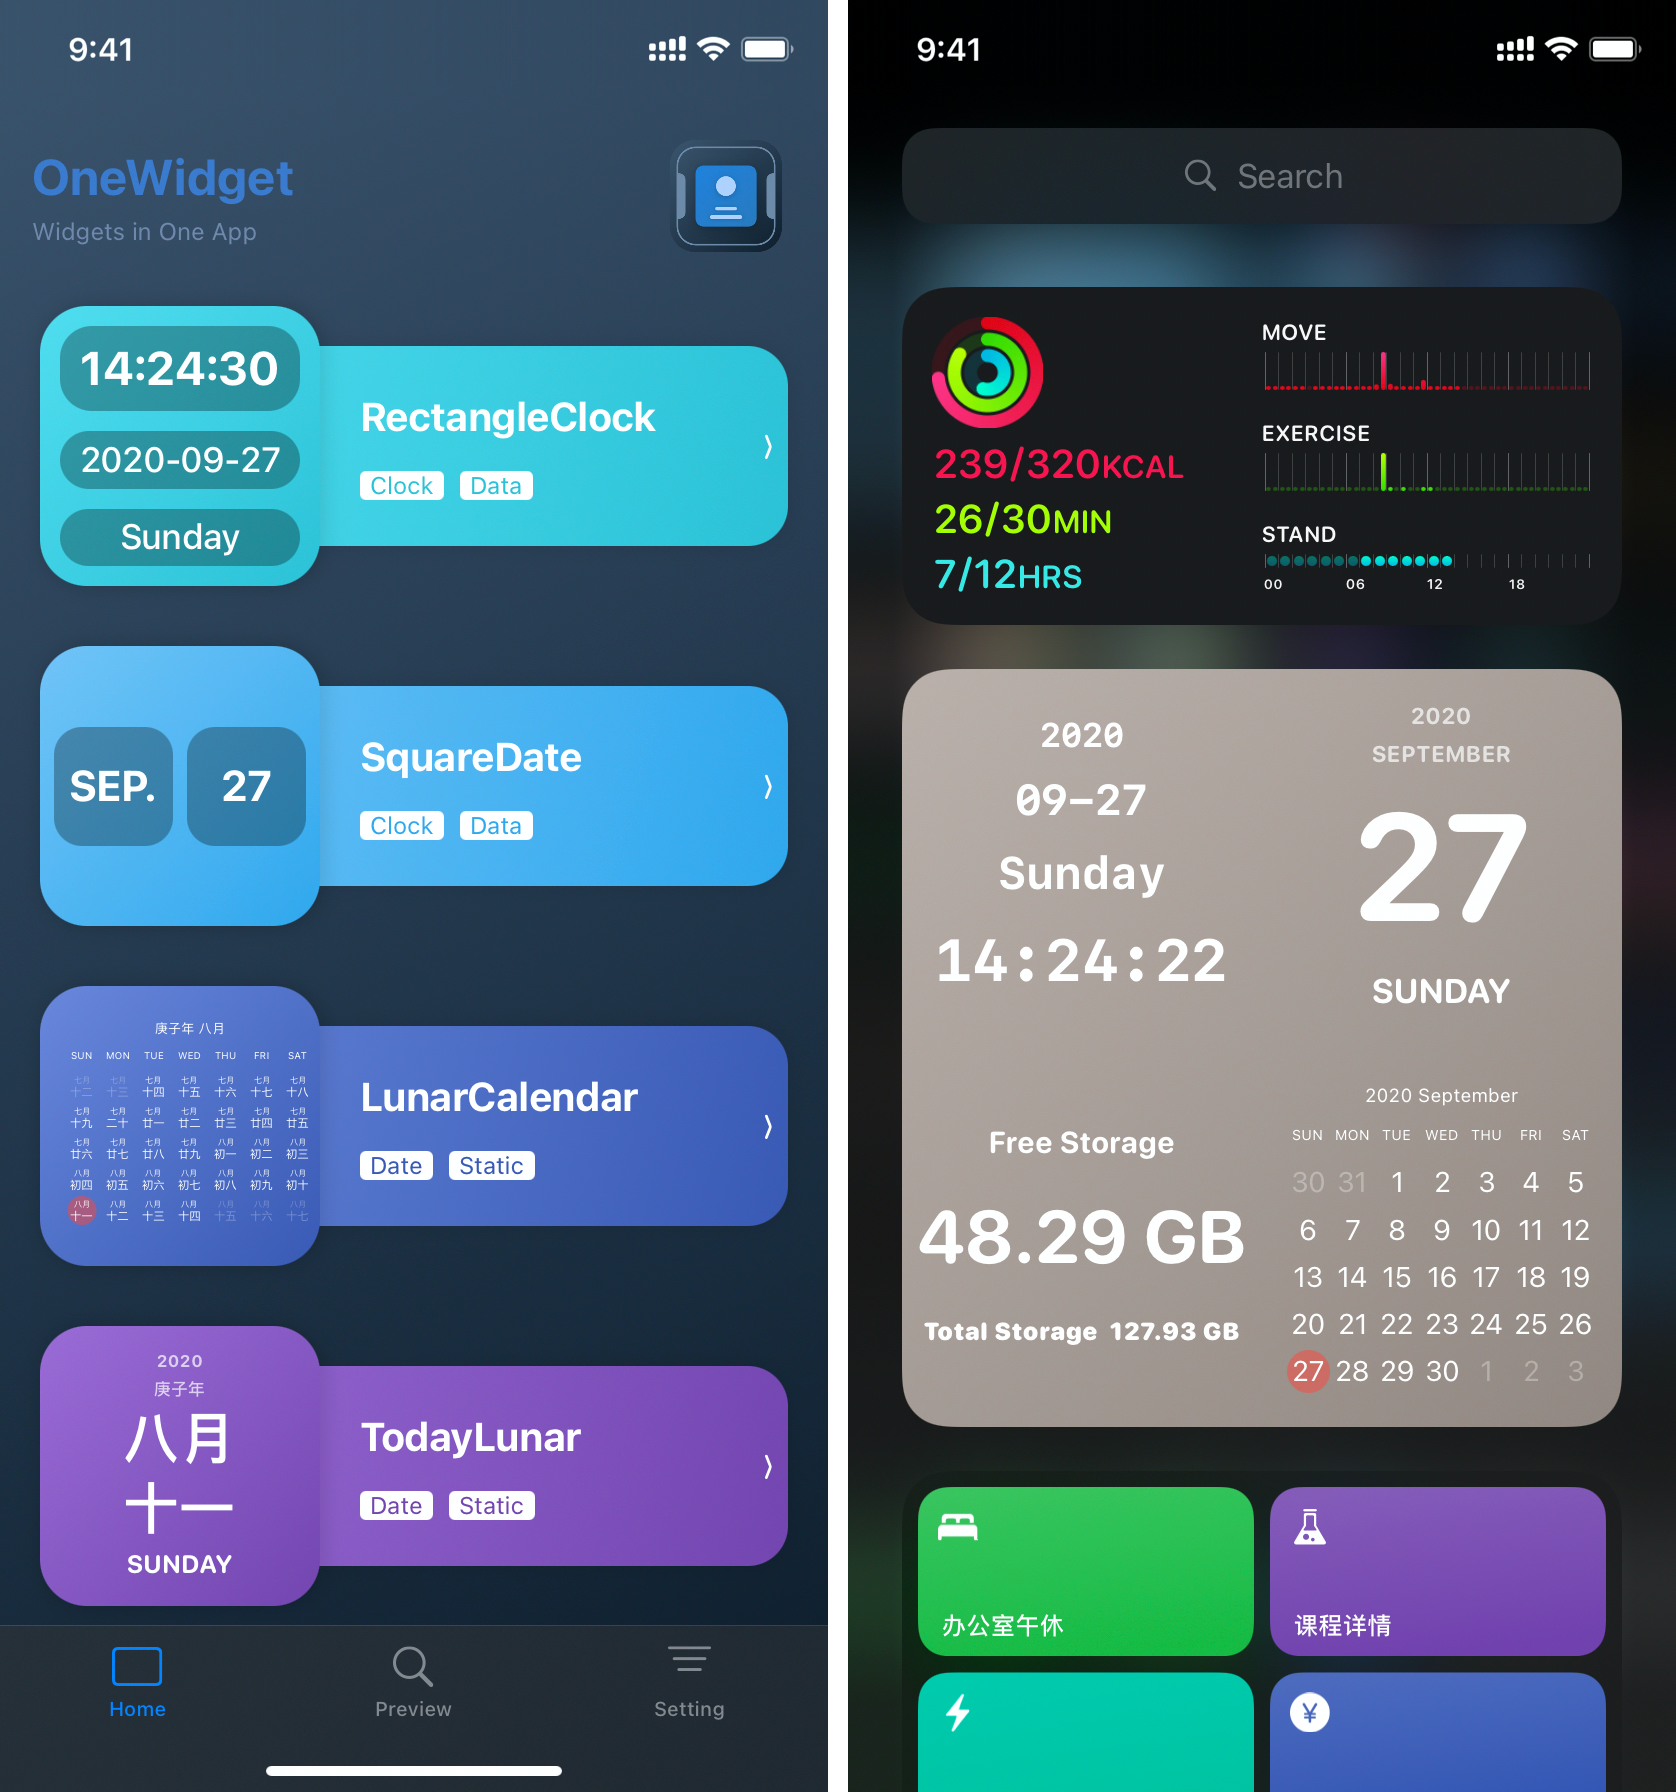 9:41
OneWidget
Widgets in One App
14:24:30
2020-09-27
Sunday
RectangleClock
Clock Data
SEP. 27
SquareDate
Clock Data
庚子年 八月
SUN MON TUE WED THU FRI SAT
七月 七月 七月 七月 七月 七月 七月
十二 十三 十四 十五 十六 十七 十八
七月 七月 七月 七月 七月 七月 七月
十九 二十 廿一 廿二 廿三 廿四 廿五
七月 七月 七月 七月 八月 八月 八月
廿六 廿七 廿八 廿九 初一 初二 初三
八月 八月 八月 八月 八月 八月 八月
初四 初五 初六 初七 初八 初九 初十
八月 八月 八月 八月 八月 八月 八月
十一 十二 十三 十四 十五 十六 十七
LunarCalendar
Date Static
2020
庚子年
八月
十一
SUNDAY
TodayLunar
Date Static
Home Preview Setting
9:41
Search
239/320KCAL
26/30MIN
7/12HRS
MOVE
EXERCISE
STAND
00 06 12 18
2020
09-27
Sunday
14:24:22
2020
SEPTEMBER
27
SUNDAY
Free Storage
48.29 GB
Total Storage 127.93 GB
2020 September
SUN MON TUE WED THU FRI SAT
30 31 1 2 3 4 5
6 7 8 9 10 11 12
13 14 15 16 17 18 19
20 21 22 23 24 25 26
27 28 29 30 1 2 3
办公室午休
课程详情
¥